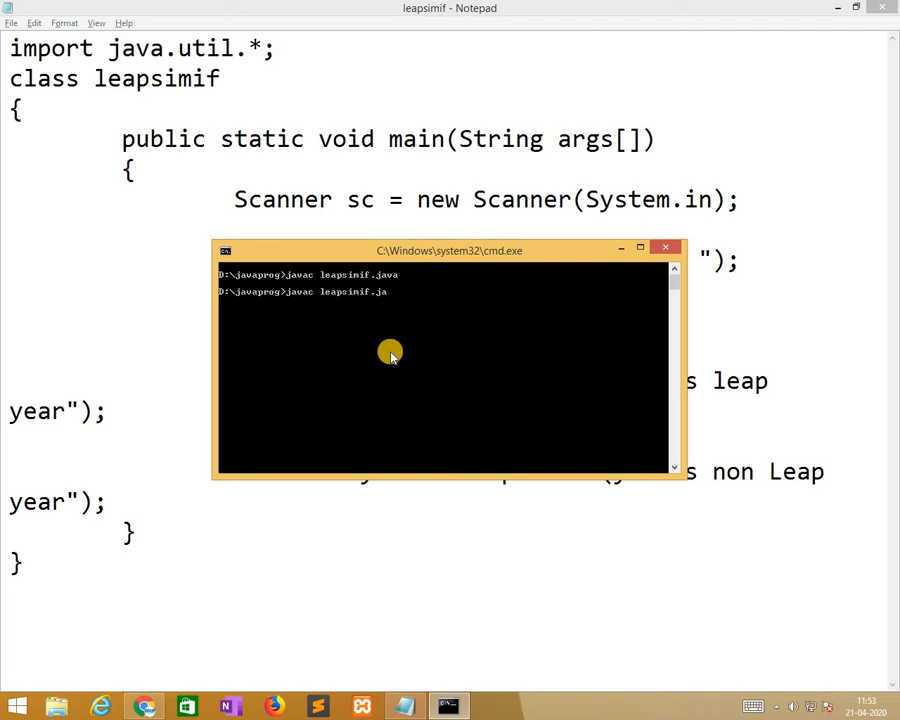 leapsimif - Notepad
File Edit Format View Help
import java.util.*;
class leapsimif
{
public static void main(String args[])
{
Scanner sc = new Scanner(System.in);
");
C:\Windows\system32\cmd.exe
D:\javaprog>javac leapsimif.java
D:\javaprog>javac leapsimif.ja
s leap
year");
s non Leap
year");
}
}
11:53
21-04-2020